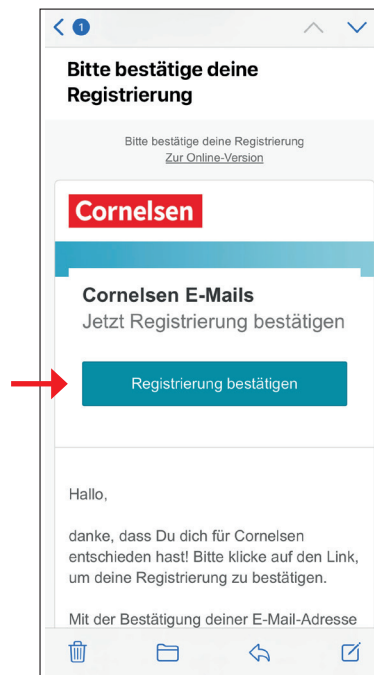 1
Bitte bestätige deine
Registrierung
Bitte bestätige deine Registrierung
Zur Online-Version
Cornelsen
Cornelsen E-Mails
Jetzt Registrierung bestätigen
Registrierung bestätigen
Hallo,
danke, dass Du dich für Cornelsen
entschieden hast! Bitte klicke auf den Link,
um deine Registrierung zu bestätigen.
Mit der Bestätigung deiner E-Mail-Adresse